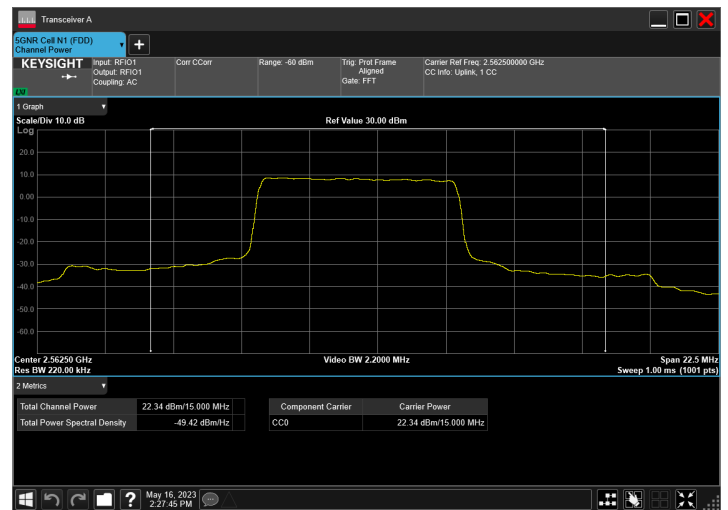 Transceiver A
5GNR Cell N1 (FDD)
Channel Power
KEYSIGHT
LXI
Input: RFIO1
Output: RFIO1
Coupling: AC
Corr CCorr
Range: -60 dBm
Trig: Prot Frame
Aligned
Gate: FFT
Carrier Ref Freq: 2.562500000 GHz
CC Info: Uplink, 1 CC
1 Graph
Scale/Div 10.0 dB
Ref Value 30.00 dBm
Log
20.0
10.0
0.00
-10.0
-20.0
-30.0
-40.0
-50.0
-60.0
Center 2.56250 GHz
Video BW 2.2000 MHz
Span 22.5 MHz
Res BW 220.00 kHz
Sweep 1.00 ms (1001 pts)
2 Metrics
Total Channel Power 22.34 dBm/15.000 MHz
Total Power Spectral Density -49.42 dBm/Hz
Component Carrier Carrier Power
CC0 22.34 dBm/15.000 MHz
?
May 16, 2023
2:27:45 PM